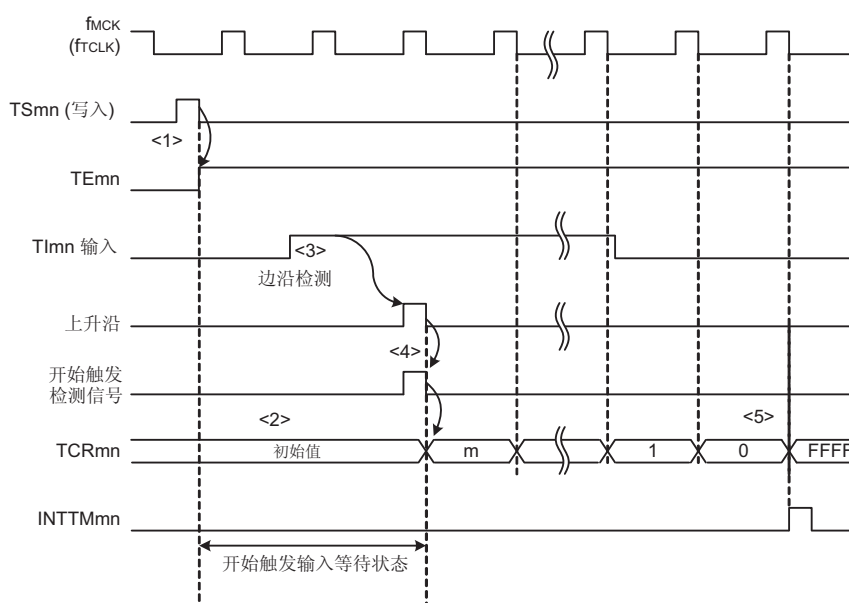 fMCK
(fTCLK)
TSmn (写入)
<1>
TEmn
TImn 输入
<3>
边沿检测
上升沿
<4>
开始触发
检测信号
<2>
<5>
TCRmn
初始值
m
1
0
FFFF
INTTMmn
开始触发输入等待状态